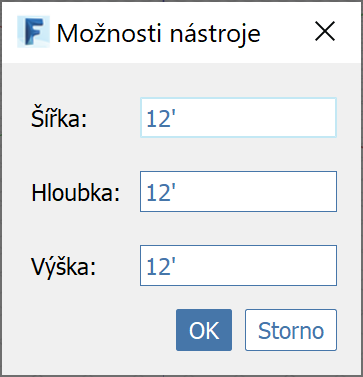 Možnosti nástroje
Šířka: 12'
Hloubka: 12'
Výška: 12'
OK Storno